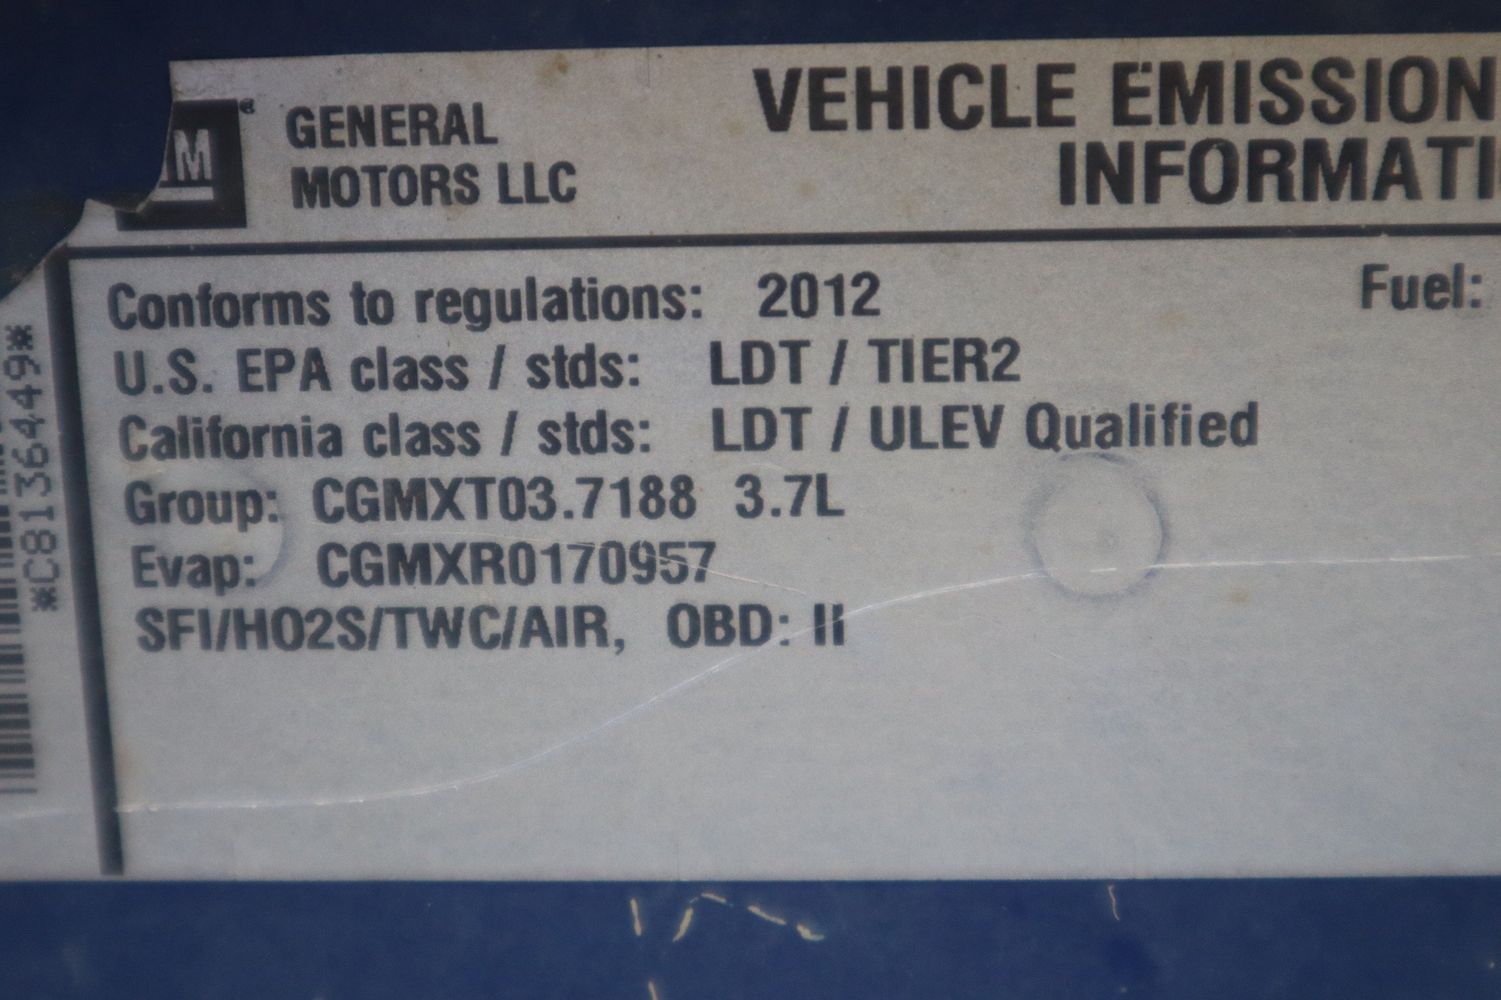 GM
GENERAL
MOTORS LLC
VEHICLE EMISSION
INFORMATI
Conforms to regulations: 2012
Fuel:
U.S. EPA class / stds: LDT / TIER2
California class / stds: LDT / ULEV Qualified
Group: CGMXT03.7188 3.7L
Evap: CGMXR0170957
SFI/HO2S/TWC/AIR, OBD: II
*C8136449*